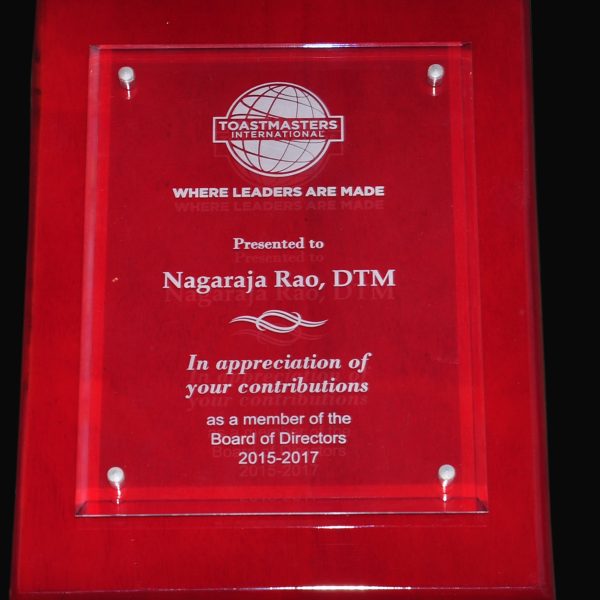 TOASTMASTERS
INTERNATIONAL
WHERE LEADERS ARE MADE
Presented to
Nagaraja Rao, DTM
In appreciation of
your contributions
as a member of the
Board of Directors
2015-2017